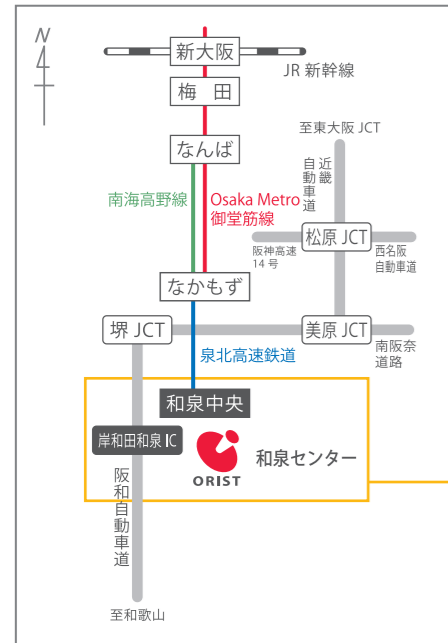 N
新大阪
JR 新幹線
梅 田
至東大阪 JCT
なんば
近畿
自動車道
南海高野線
Osaka Metro
御堂筋線
松原 JCT
阪神高速
14 号
西名阪
自動車道
なかもず
堺 JCT
美原 JCT
泉北高速鉄道
南阪奈
道路
和泉中央
岸和田和泉 IC
和泉センター
ORIST
阪和自動車道
至和歌山